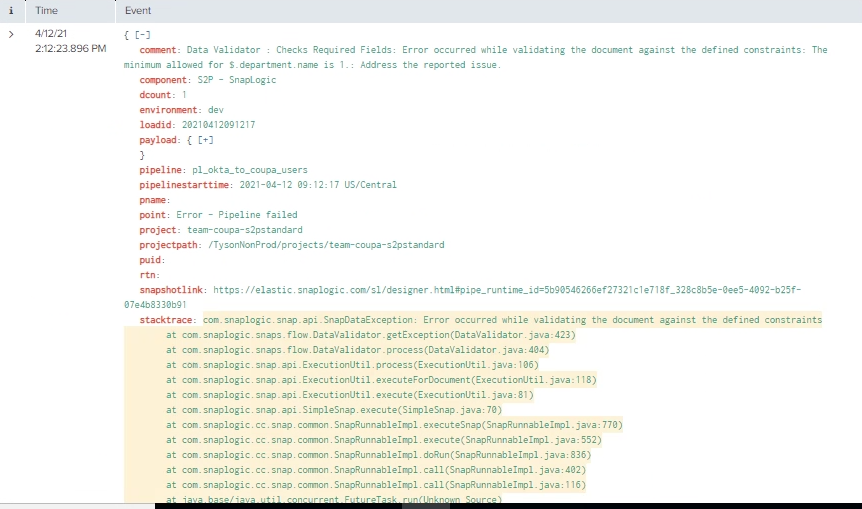 i Time Event
> 4/12/21 { [-]
2:12:23.896 PM comment: Data Validator : Checks Required Fields: Error occurred while validating the document against the defined constraints: The
minimum allowed for $.department.name is 1.: Address the reported issue.
component: S2P - SnapLogic
dcount: 1
environment: dev
loadid: 20210412091217
payload: { [+]
}
pipeline: pl_okta_to_coupa_users
pipelinestarttime: 2021-04-12 09:12:17 US/Central
pname:
point: Error - Pipeline failed
project: team-coupa-s2pstandard
projectpath: /TysonNonProd/projects/team-coupa-s2pstandard
puid:
rtn:
snapshotlink: https://elastic.snaplogic.com/sl/designer.html#pipe_runtime_id=5b90546266ef27321c1e718f_328c8b5e-0ee5-4092-b25f-
07e4b8330b91
stacktrace: com.snaplogic.snap.api.SnapDataException: Error occurred while validating the document against the defined constraints
at com.snaplogic.snaps.flow.DataValidator.getException(DataValidator.java:423)
at com.snaplogic.snaps.flow.DataValidator.process(DataValidator.java:404)
at com.snaplogic.snap.api.ExecutionUtil.process(ExecutionUtil.java:106)
at com.snaplogic.snap.api.ExecutionUtil.executeForDocument(ExecutionUtil.java:118)
at com.snaplogic.snap.api.ExecutionUtil.execute(ExecutionUtil.java:81)
at com.snaplogic.snap.api.SimpleSnap.execute(SimpleSnap.java:70)
at com.snaplogic.cc.snap.common.SnapRunnableImpl.executeSnap(SnapRunnableImpl.java:770)
at com.snaplogic.cc.snap.common.SnapRunnableImpl.execute(SnapRunnableImpl.java:552)
at com.snaplogic.cc.snap.common.SnapRunnableImpl.doRun(SnapRunnableImpl.java:836)
at com.snaplogic.cc.snap.common.SnapRunnableImpl.call(SnapRunnableImpl.java:402)
at com.snaplogic.cc.snap.common.SnapRunnableImpl.call(SnapRunnableImpl.java:116)
at java.base/java.util.concurrent.FutureTask.run(Unknown Source)